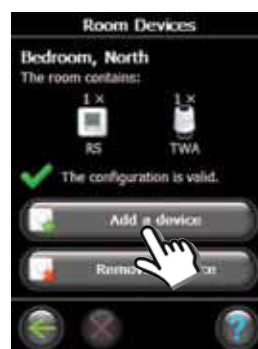 Room Devices
Bedroom, North
The room contains:
1 × 1 ×
RS TWA
The configuration is valid.
Add a device
?